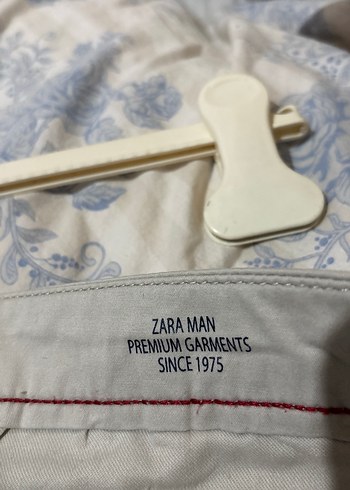 ZARA MAN
PREMIUM GARMENTS
SINCE 1975